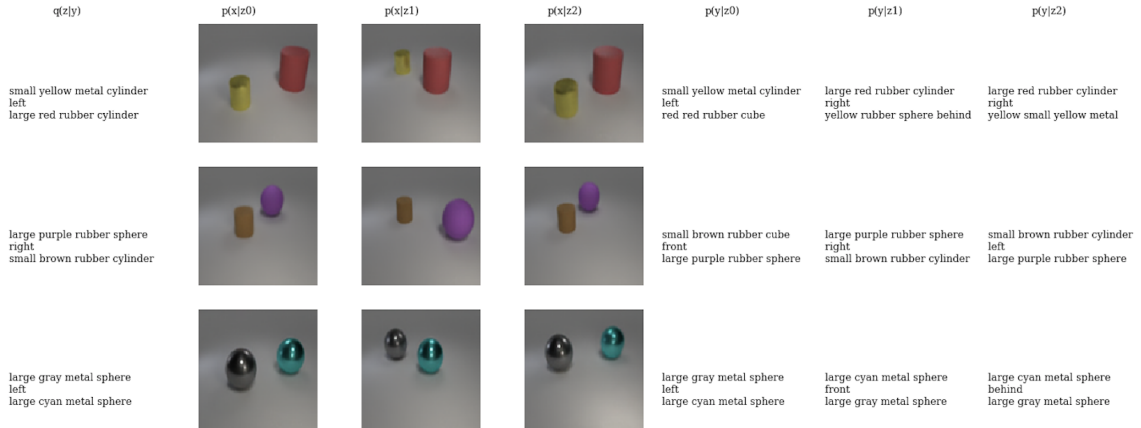 q(z|y) p(x|z0) p(x|z1) p(x|z2) p(y|z0) p(y|z1) p(y|z2)
small yellow metal cylinder
left
large red rubber cylinder
small yellow metal cylinder
left
red red rubber cube
large red rubber cylinder
right
yellow rubber sphere behind
large red rubber cylinder
right
yellow small yellow metal
large purple rubber sphere
right
small brown rubber cylinder
small brown rubber cube
front
large purple rubber sphere
large purple rubber sphere
right
small brown rubber cylinder
small brown rubber cylinder
left
large purple rubber sphere
large gray metal sphere
left
large cyan metal sphere
large gray metal sphere
left
large cyan metal sphere
large cyan metal sphere
front
large gray metal sphere
large cyan metal sphere
behind
large gray metal sphere